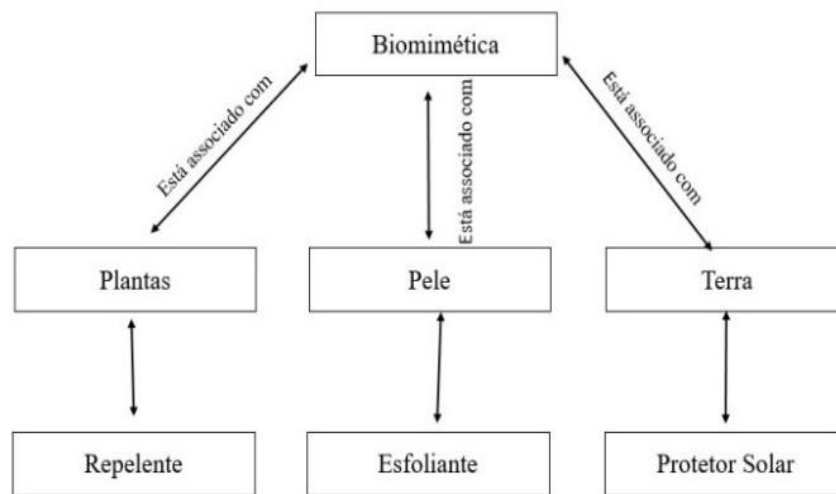 Biomimética
Está associado com
Está associado com
Está associado com
Plantas
Pele
Terra
Repelente
Esfoliante
Protetor Solar